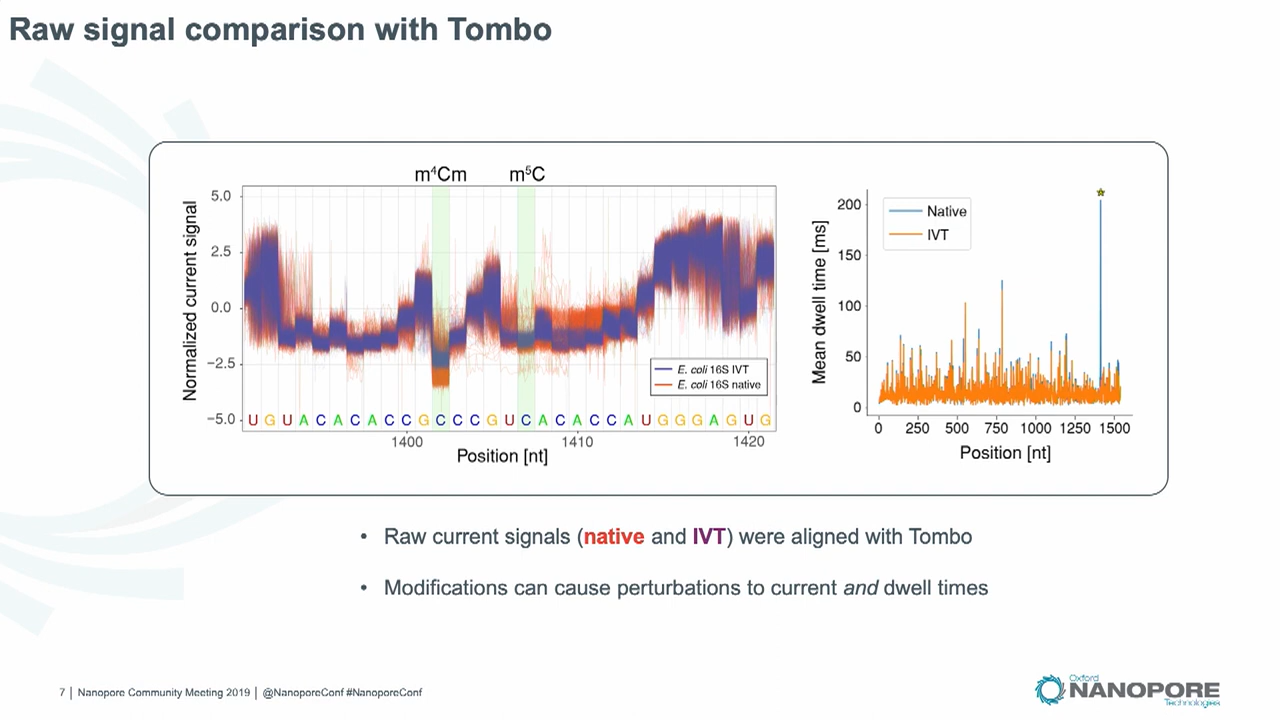 Raw signal comparison with Tombo
m⁴Cm m⁵C
Normalized current signal
5.0
2.5
0.0
−2.5
−5.0
E. coli 16S IVT
E. coli 16S native
U G U A C A C A C C G C C C G U C A C A C C A U G G G A G U G
1400 1410 1420
Position [nt]
Mean dwell time [ms]
200
150
100
50
0
Native
IVT
0 250 500 750 1000 1250 1500
Position [nt]
• Raw current signals (native and IVT) were aligned with Tombo
• Modifications can cause perturbations to current and dwell times
7 | Nanopore Community Meeting 2019 | @NanoporeConf #NanoporeConf
Oxford
NANOPORE
Technologies